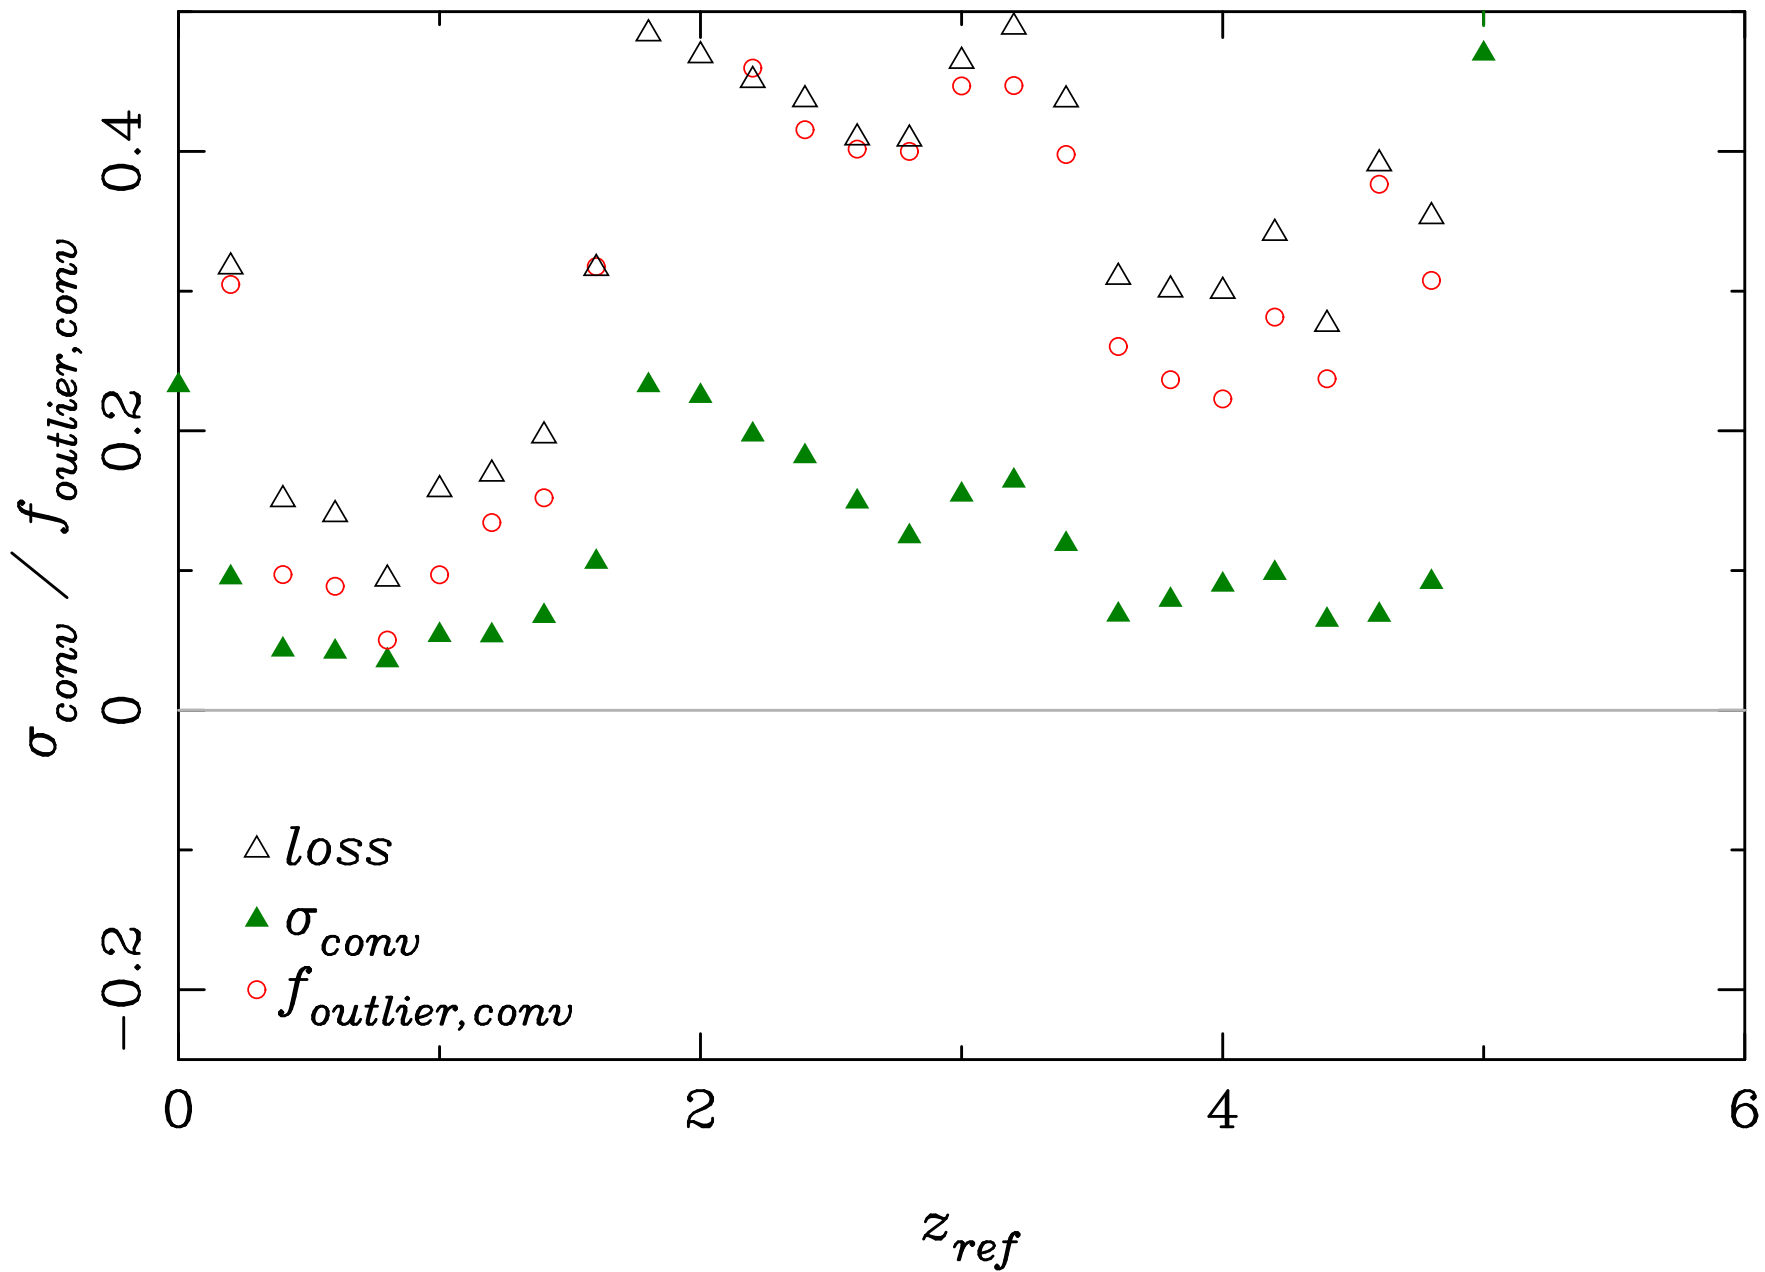 σ_conv / f_outlier,conv
0.4
0.2
0
−0.2
loss
σ_conv
f_outlier,conv
0 2 4 6
z_ref